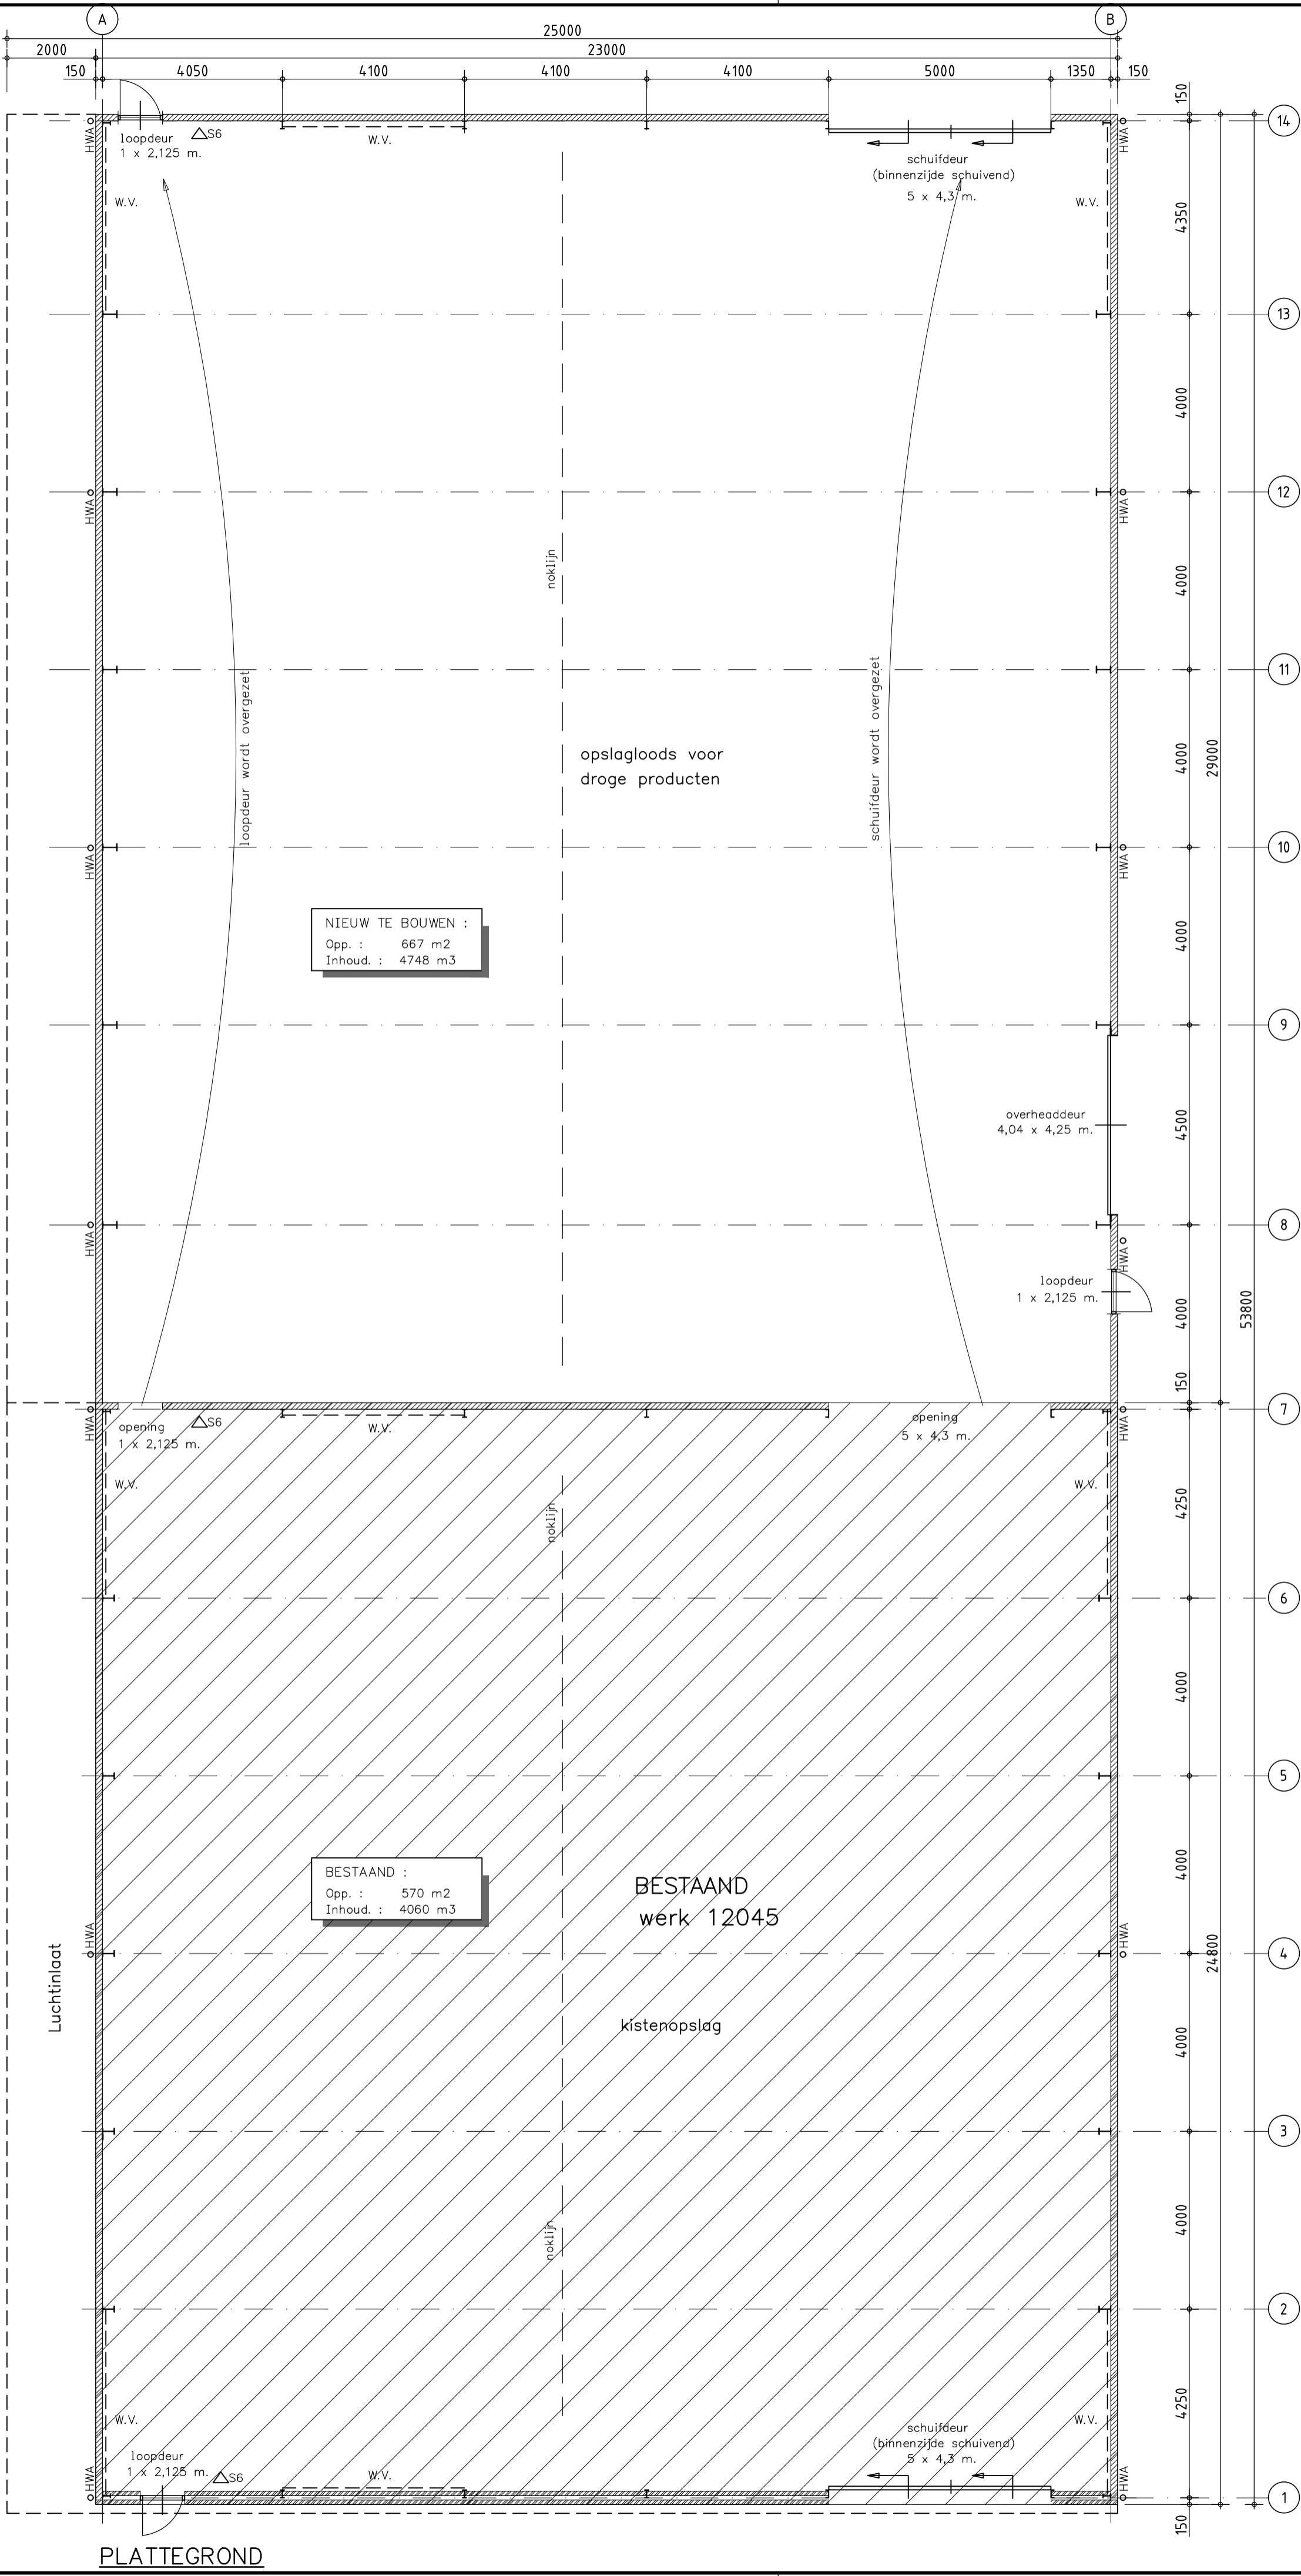 A
B
25000
2000
23000
150
4050
4100
4100
4100
5000
1350
150
150
14
HWA
loopdeur
1 x 2,125 m.
S6
W.V.
schuifdeur
(binnenzijde schuivend)
5 x 4,3 m.
HWA
W.V.
W.V.
4350
13
4000
HWA
HWA
12
noklijn
4000
11
loopdeur wordt overgezet
schuifdeur wordt overgezet
opslagloods voor
droge producten
4000
29000
HWA
HWA
10
NIEUW TE BOUWEN :
Opp. : 667 m2
Inhoud. : 4748 m3
4000
9
overheaddeur
4,04 x 4,25 m.
4500
HWA
HWA
8
loopdeur
1 x 2,125 m.
4000
53800
150
7
HWA
opening
1 x 2,125 m.
S6
W.V.
opening
5 x 4,3 m.
HWA
W.V.
W.V.
noklijn
4250
6
4000
5
BESTAAND :
Opp. : 570 m2
Inhoud. : 4060 m3
BESTAAND
werk 12045
4000
HWA
HWA
4
24800
Luchtinlaat
kistenopslag
4000
3
noklijn
4000
2
W.V.
W.V.
4250
loopdeur
1 x 2,125 m.
S6
W.V.
schuifdeur
(binnenzijde schuivend)
5 x 4,3 m.
HWA
HWA
1
150
PLATTEGROND